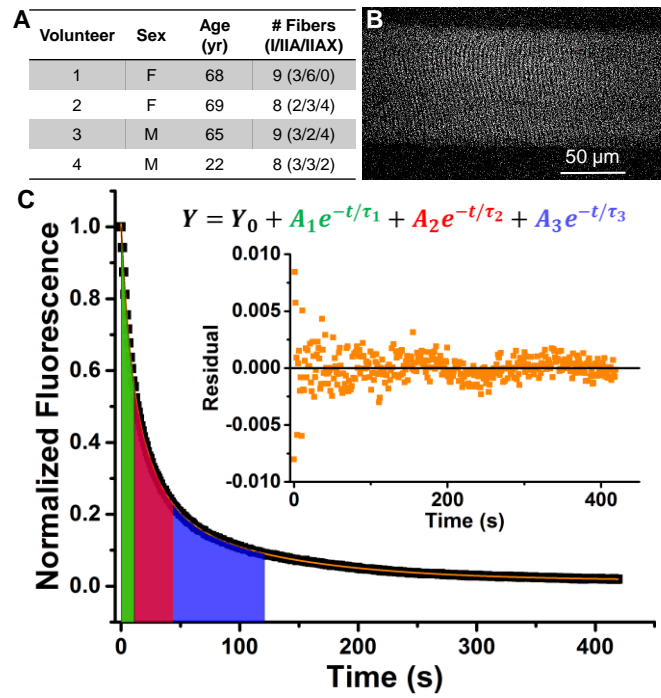 A
Volunteer Sex Age (yr) # Fibers (I/IIA/IIAX)
1 F 68 9 (3/6/0)
2 F 69 8 (2/3/4)
3 M 65 9 (3/2/4)
4 M 22 8 (3/3/2)
B
50 µm
C
Y = Y₀ + A₁e^{-t/τ₁} + A₂e^{-t/τ₂} + A₃e^{-t/τ₃}
Normalized Fluorescence
1.0
0.8
0.6
0.4
0.2
0.0
0 100 200 300 400
Time (s)
Residual
0.010
0.005
0.000
-0.005
-0.010
0 200 400
Time (s)